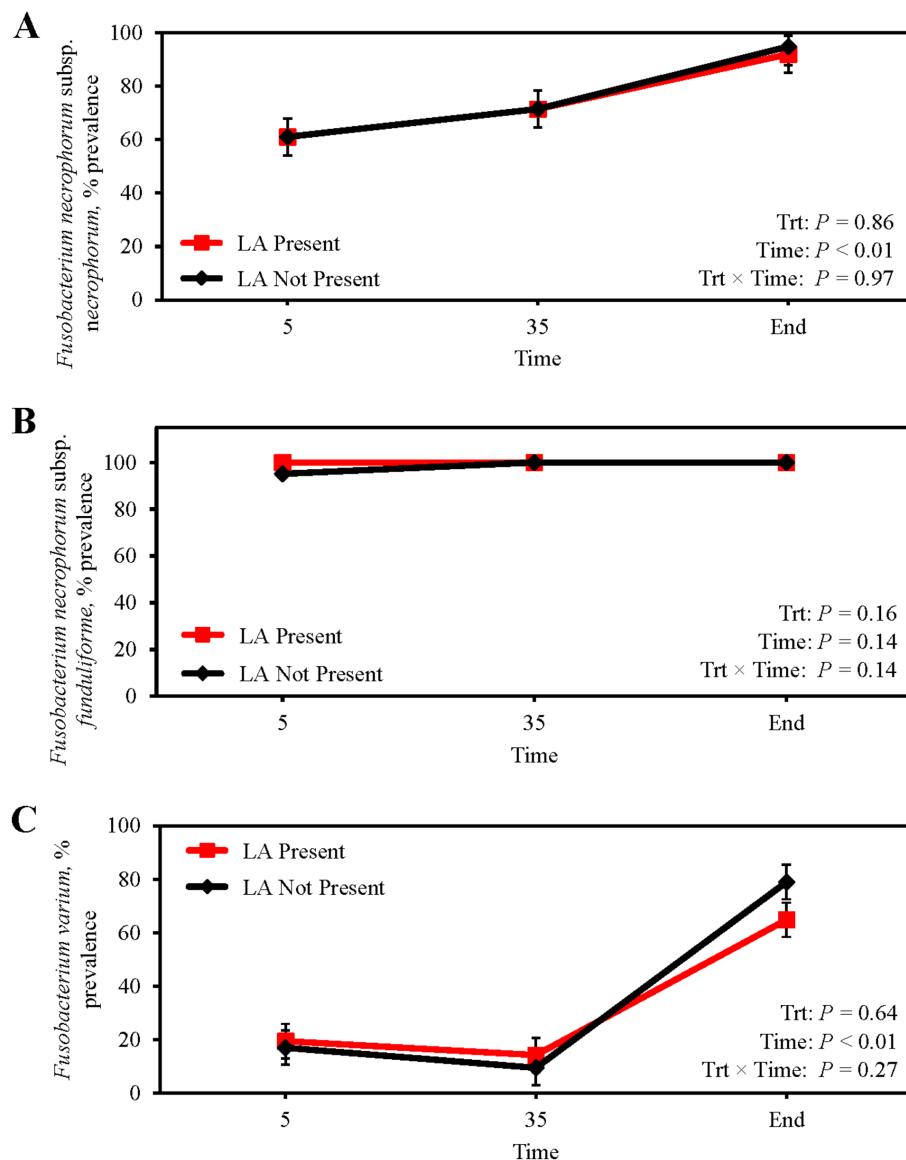 A
Fusobacterium necrophorum subsp.
necrophorum, % prevalence
100
80
60
40
20
0
LA Present
LA Not Present
Trt: P = 0.86
Time: P < 0.01
Trt × Time: P = 0.97
5
35
End
Time
B
Fusobacterium necrophorum subsp.
funduliforme, % prevalence
100
80
60
40
20
0
LA Present
LA Not Present
Trt: P = 0.16
Time: P = 0.14
Trt × Time: P = 0.14
5
35
End
Time
C
Fusobacterium varium, %
prevalence
100
80
60
40
20
0
LA Present
LA Not Present
Trt: P = 0.64
Time: P < 0.01
Trt × Time: P = 0.27
5
35
End
Time